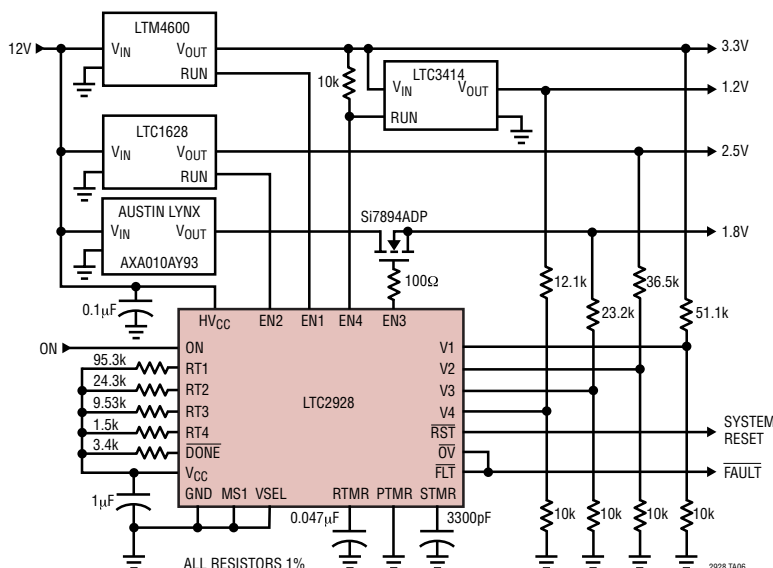 LTM4600
12V
VIN
VOUT
RUN
3.3V
10k
LTC3414
VIN
VOUT
RUN
1.2V
LTC1628
VIN
VOUT
RUN
2.5V
AUSTIN LYNX
VIN
VOUT
AXA010AY93
Si7894ADP
1.8V
100Ω
12.1k
36.5k
23.2k
51.1k
0.1µF
HVCC
EN2
EN1
EN4
EN3
ON
ON
V1
95.3k
RT1
V2
24.3k
RT2
V3
9.53k
RT3
LTC2928
V4
1.5k
RT4
RST
SYSTEM
RESET
3.4k
DONE
OV
VCC
FLT
FAULT
GND
MS1
VSEL
RTMR
PTMR
STMR
1µF
0.047µF
3300pF
10k
10k
10k
10k
ALL RESISTORS 1%
2928 TA06